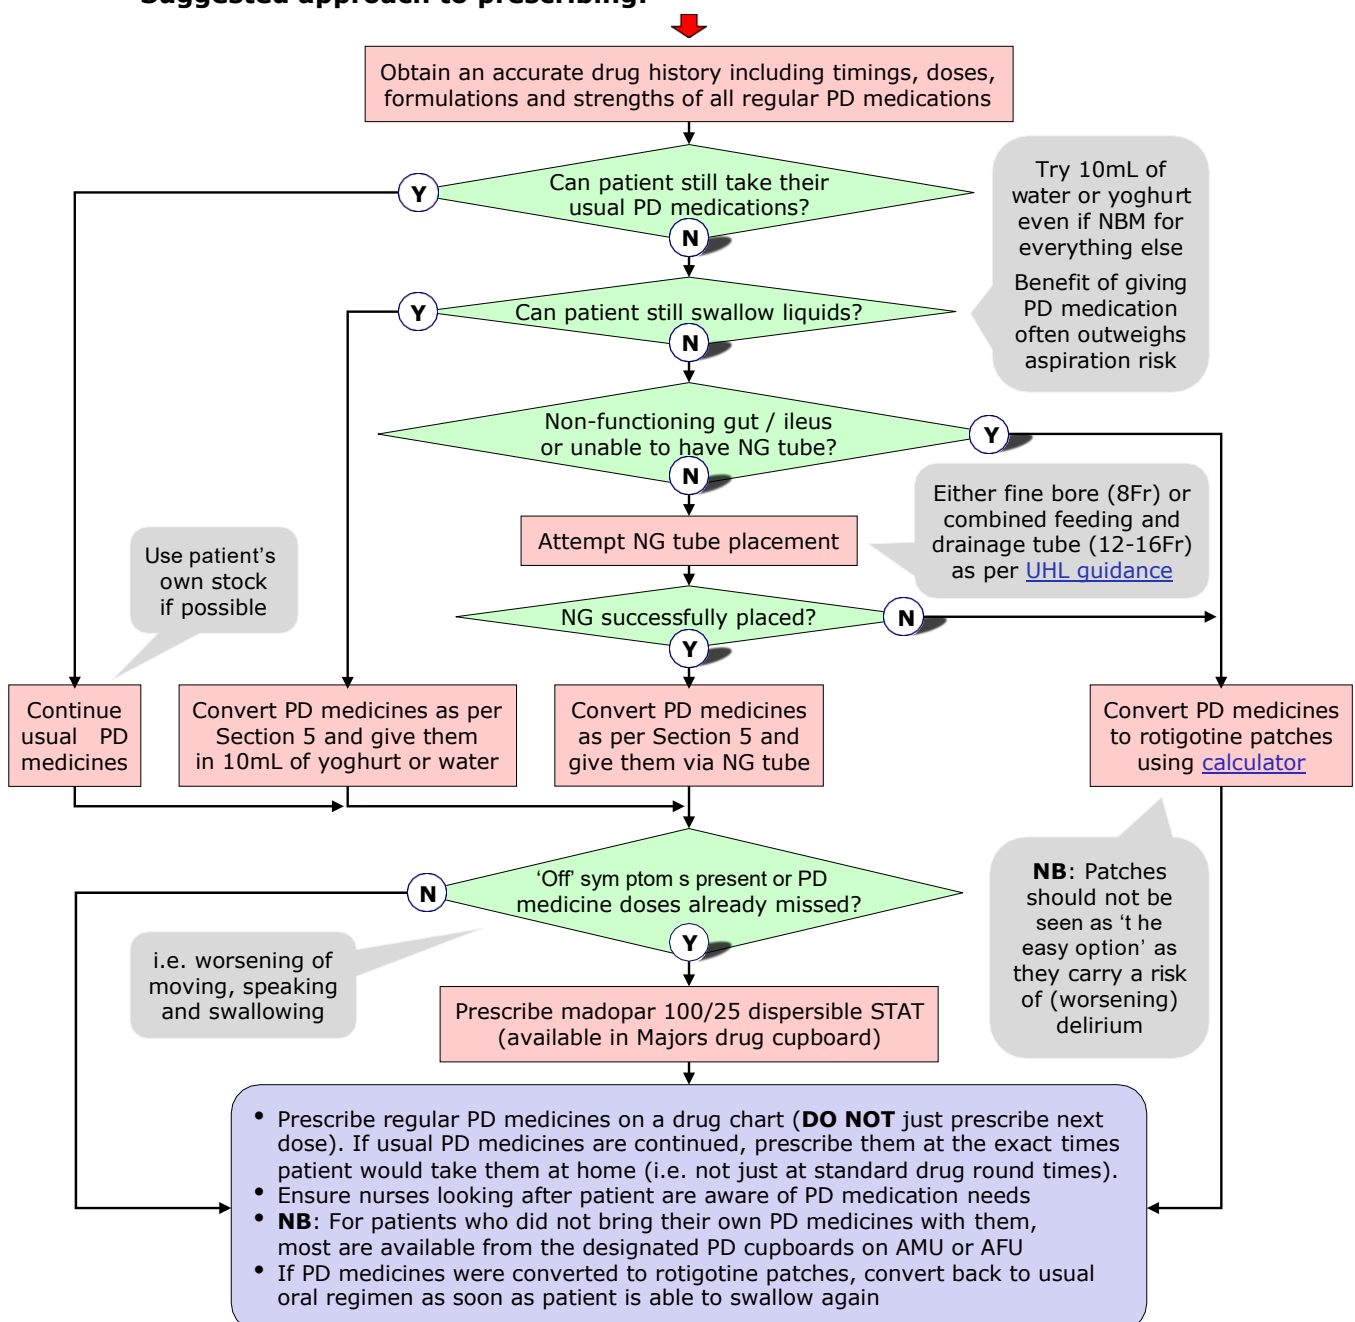 Suggested approach to prescribing:
Obtain an accurate drug history including timings, doses,
formulations and strengths of all regular PD medications
Can patient still take their
usual PD medications?
Y
N
Try 10mL of
water or yoghurt
even if NBM for
everything else
Benefit of giving
PD medication
often outweighs
aspiration risk
Can patient still swallow liquids?
Y
N
Non-functioning gut / ileus
or unable to have NG tube?
Y
N
Attempt NG tube placement
Either fine bore (8Fr) or
combined feeding and
drainage tube (12-16Fr)
as per UHL guidance
Use patient's
own stock
if possible
NG successfully placed?
N
Y
Continue
usual PD
medicines
Convert PD medicines as per
Section 5 and give them
in 10mL of yoghurt or water
Convert PD medicines
as per Section 5 and
give them via NG tube
Convert PD medicines
to rotigotine patches
using calculator
'Off' sym ptom s present or PD
medicine doses already missed?
N
Y
NB: Patches
should not be
seen as 't he
easy option' as
they carry a risk
of (worsening)
delirium
i.e. worsening of
moving, speaking
and swallowing
Prescribe madopar 100/25 dispersible STAT
(available in Majors drug cupboard)
• Prescribe regular PD medicines on a drug chart (DO NOT just prescribe next
dose). If usual PD medicines are continued, prescribe them at the exact times
patient would take them at home (i.e. not just at standard drug round times).
• Ensure nurses looking after patient are aware of PD medication needs
• NB: For patients who did not bring their own PD medicines with them,
most are available from the designated PD cupboards on AMU or AFU
• If PD medicines were converted to rotigotine patches, convert back to usual
oral regimen as soon as patient is able to swallow again